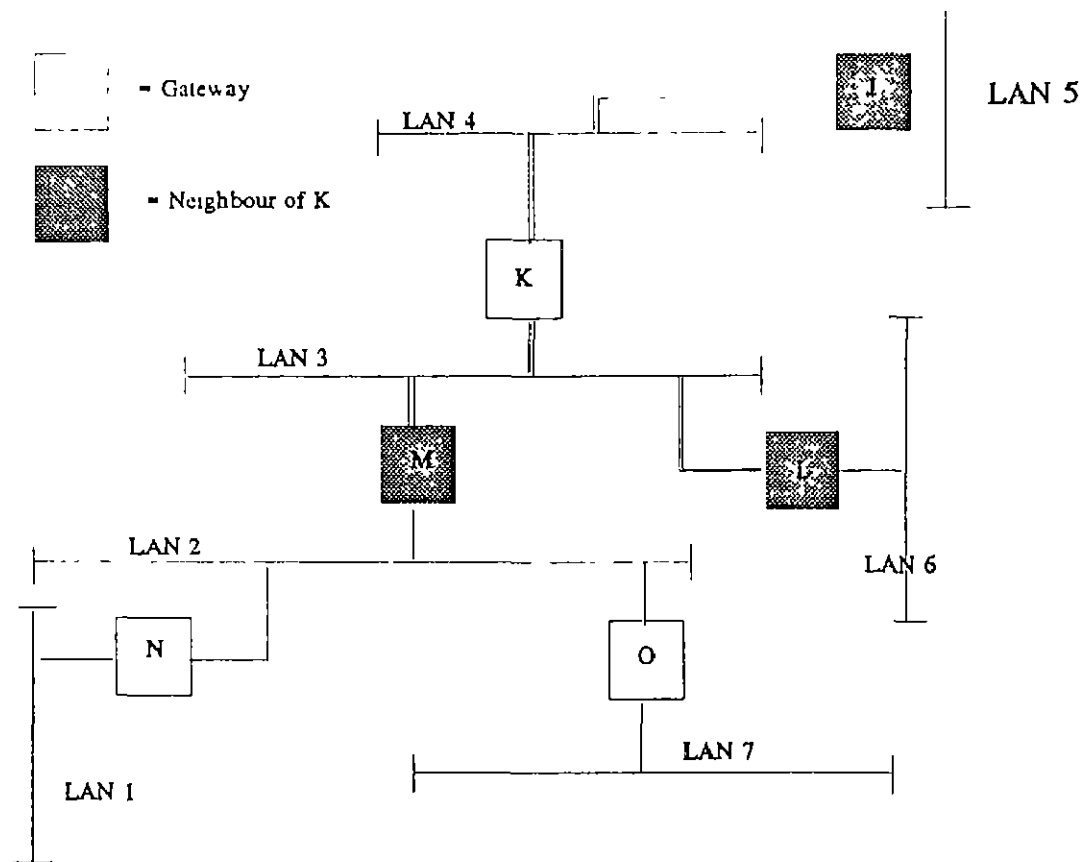 = Gateway
= Neighbour of K
LAN 4
J
LAN 5
K
LAN 3
M
L
LAN 2
LAN 6
N
O
LAN 7
LAN 1